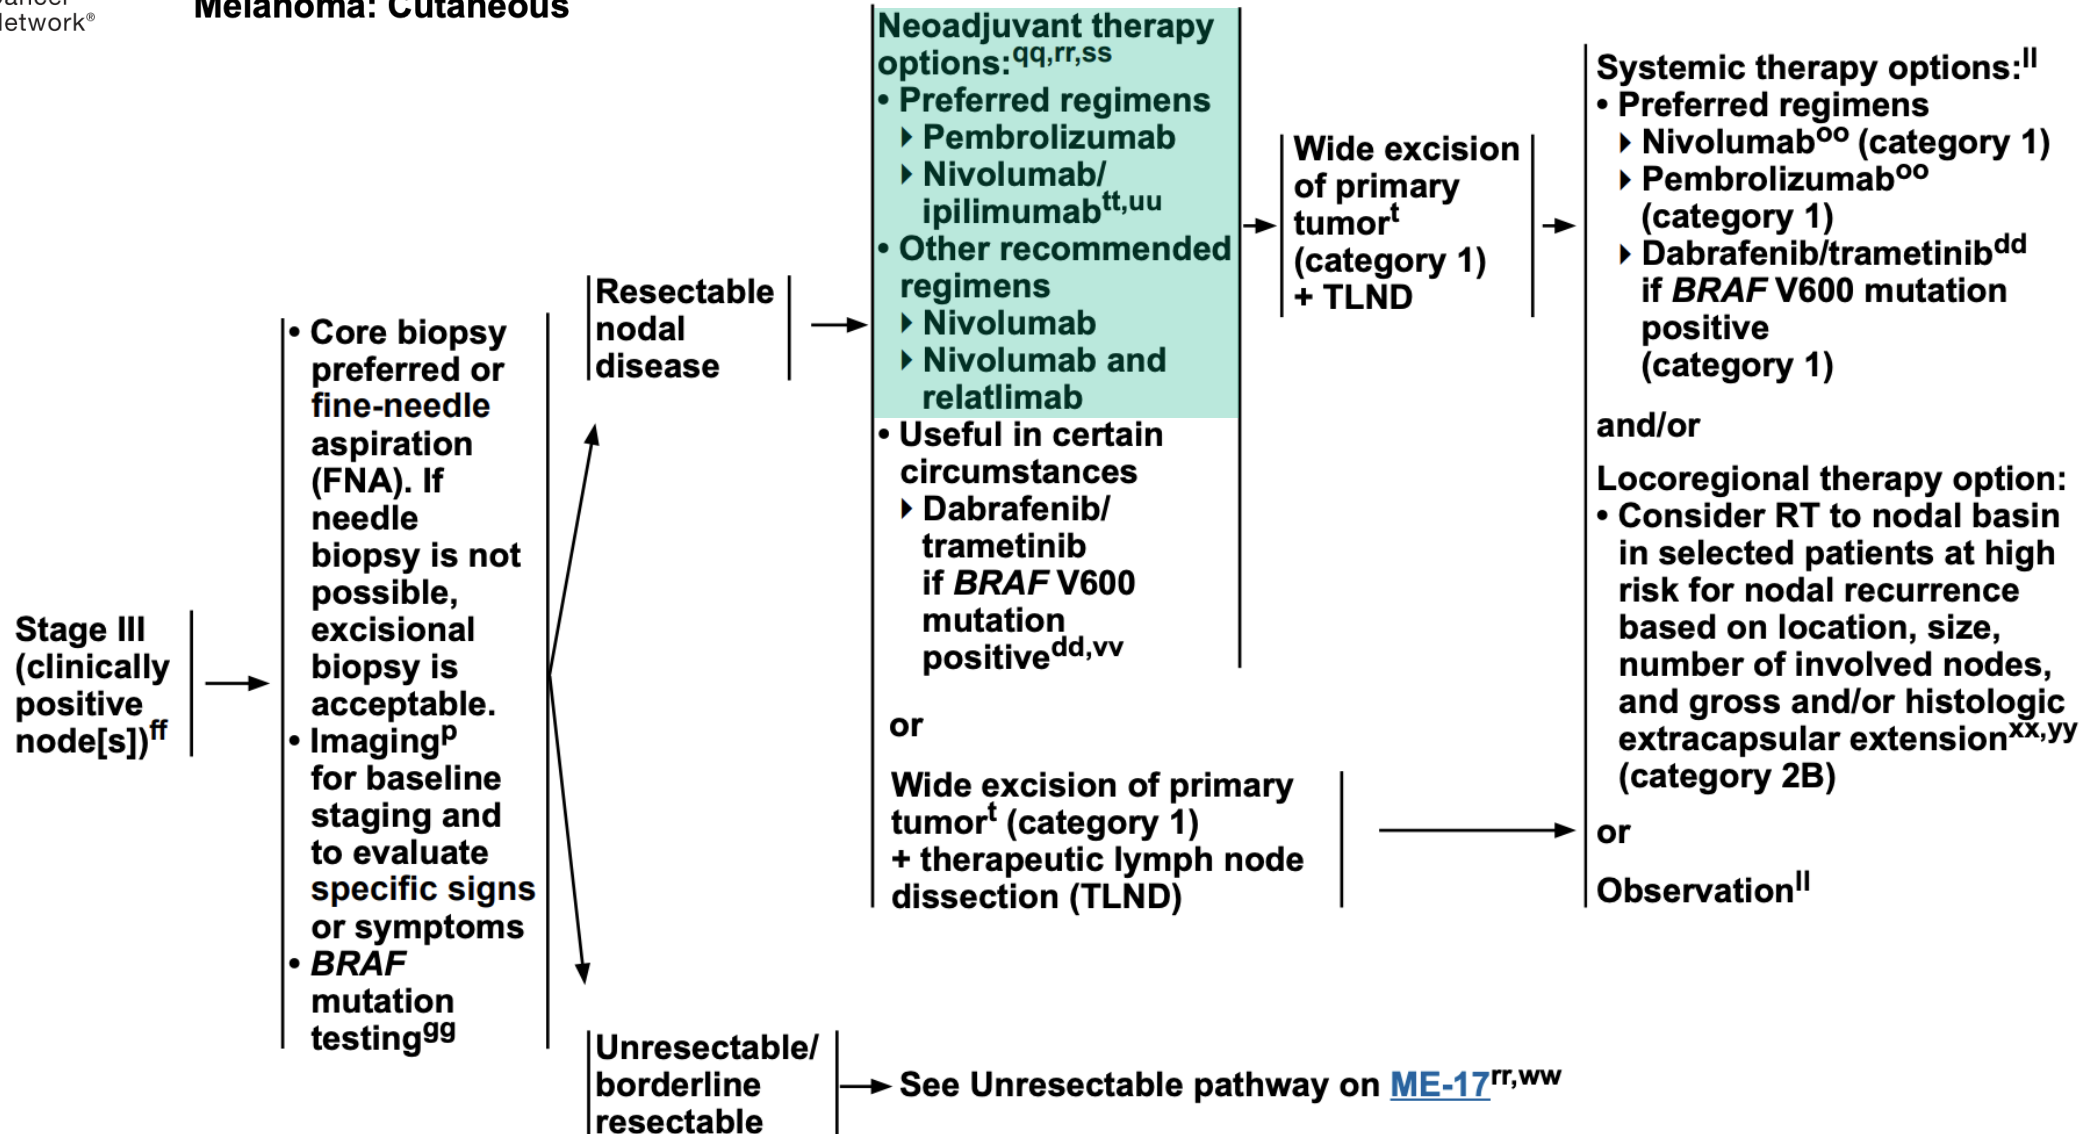 Network®
Melanoma: Cutaneous
Stage III
(clinically
positive
node[s])ff
• Core biopsy
preferred or
fine-needle
aspiration
(FNA). If
needle
biopsy is not
possible,
excisional
biopsy is
acceptable.
• Imagingp
for baseline
staging and
to evaluate
specific signs
or symptoms
• BRAF
mutation
testinggg
Resectable
nodal
disease
Neoadjuvant therapy
options:qq,rr,ss
• Preferred regimens
Pembrolizumab
Nivolumab/
ipilimumabtt,uu
• Other recommended
regimens
Nivolumab
Nivolumab and
relatlimab
• Useful in certain
circumstances
Dabrafenib/
trametinib
if BRAF V600
mutation
positivedd,vv
or
Wide excision of primary
tumort (category 1)
+ therapeutic lymph node
dissection (TLND)
Wide excision
of primary
tumort
(category 1)
+ TLND
Systemic therapy options:ll
• Preferred regimens
Nivolumaboo (category 1)
Pembrolizumaboo
(category 1)
Dabrafenib/trametinibdd
if BRAF V600 mutation
positive
(category 1)
and/or
Locoregional therapy option:
• Consider RT to nodal basin
in selected patients at high
risk for nodal recurrence
based on location, size,
number of involved nodes,
and gross and/or histologic
extracapsular extensionxx,yy
(category 2B)
or
Observationll
Unresectable/
borderline
resectable
See Unresectable pathway on ME-17rr,ww